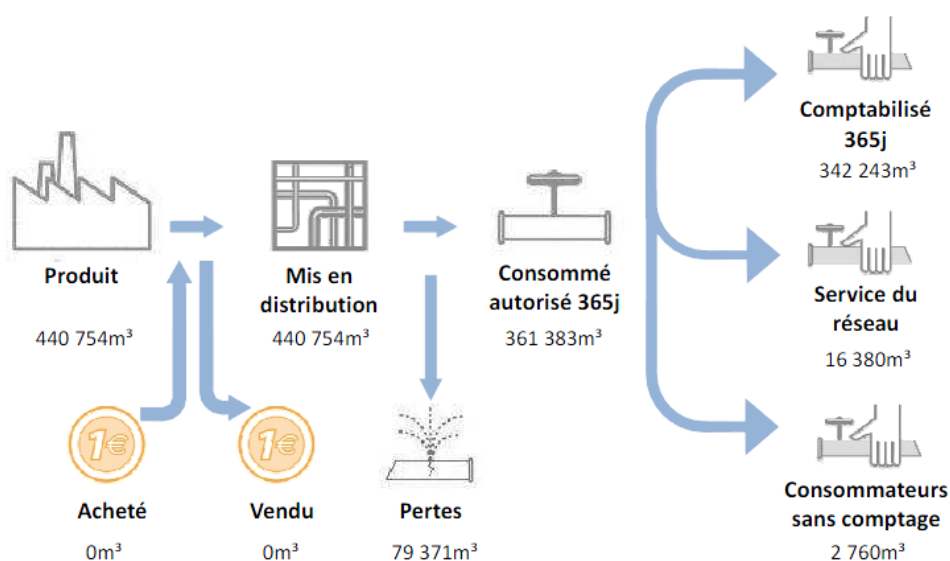 Produit
440 754m³
Mis en
distribution
440 754m³
Consommé
autorisé 365j
361 383m³
Comptabilisé
365j
342 243m³
Service du
réseau
16 380m³
Consommateurs
sans comptage
2 760m³
1€
Acheté
0m³
1€
Vendu
0m³
Pertes
79 371m³